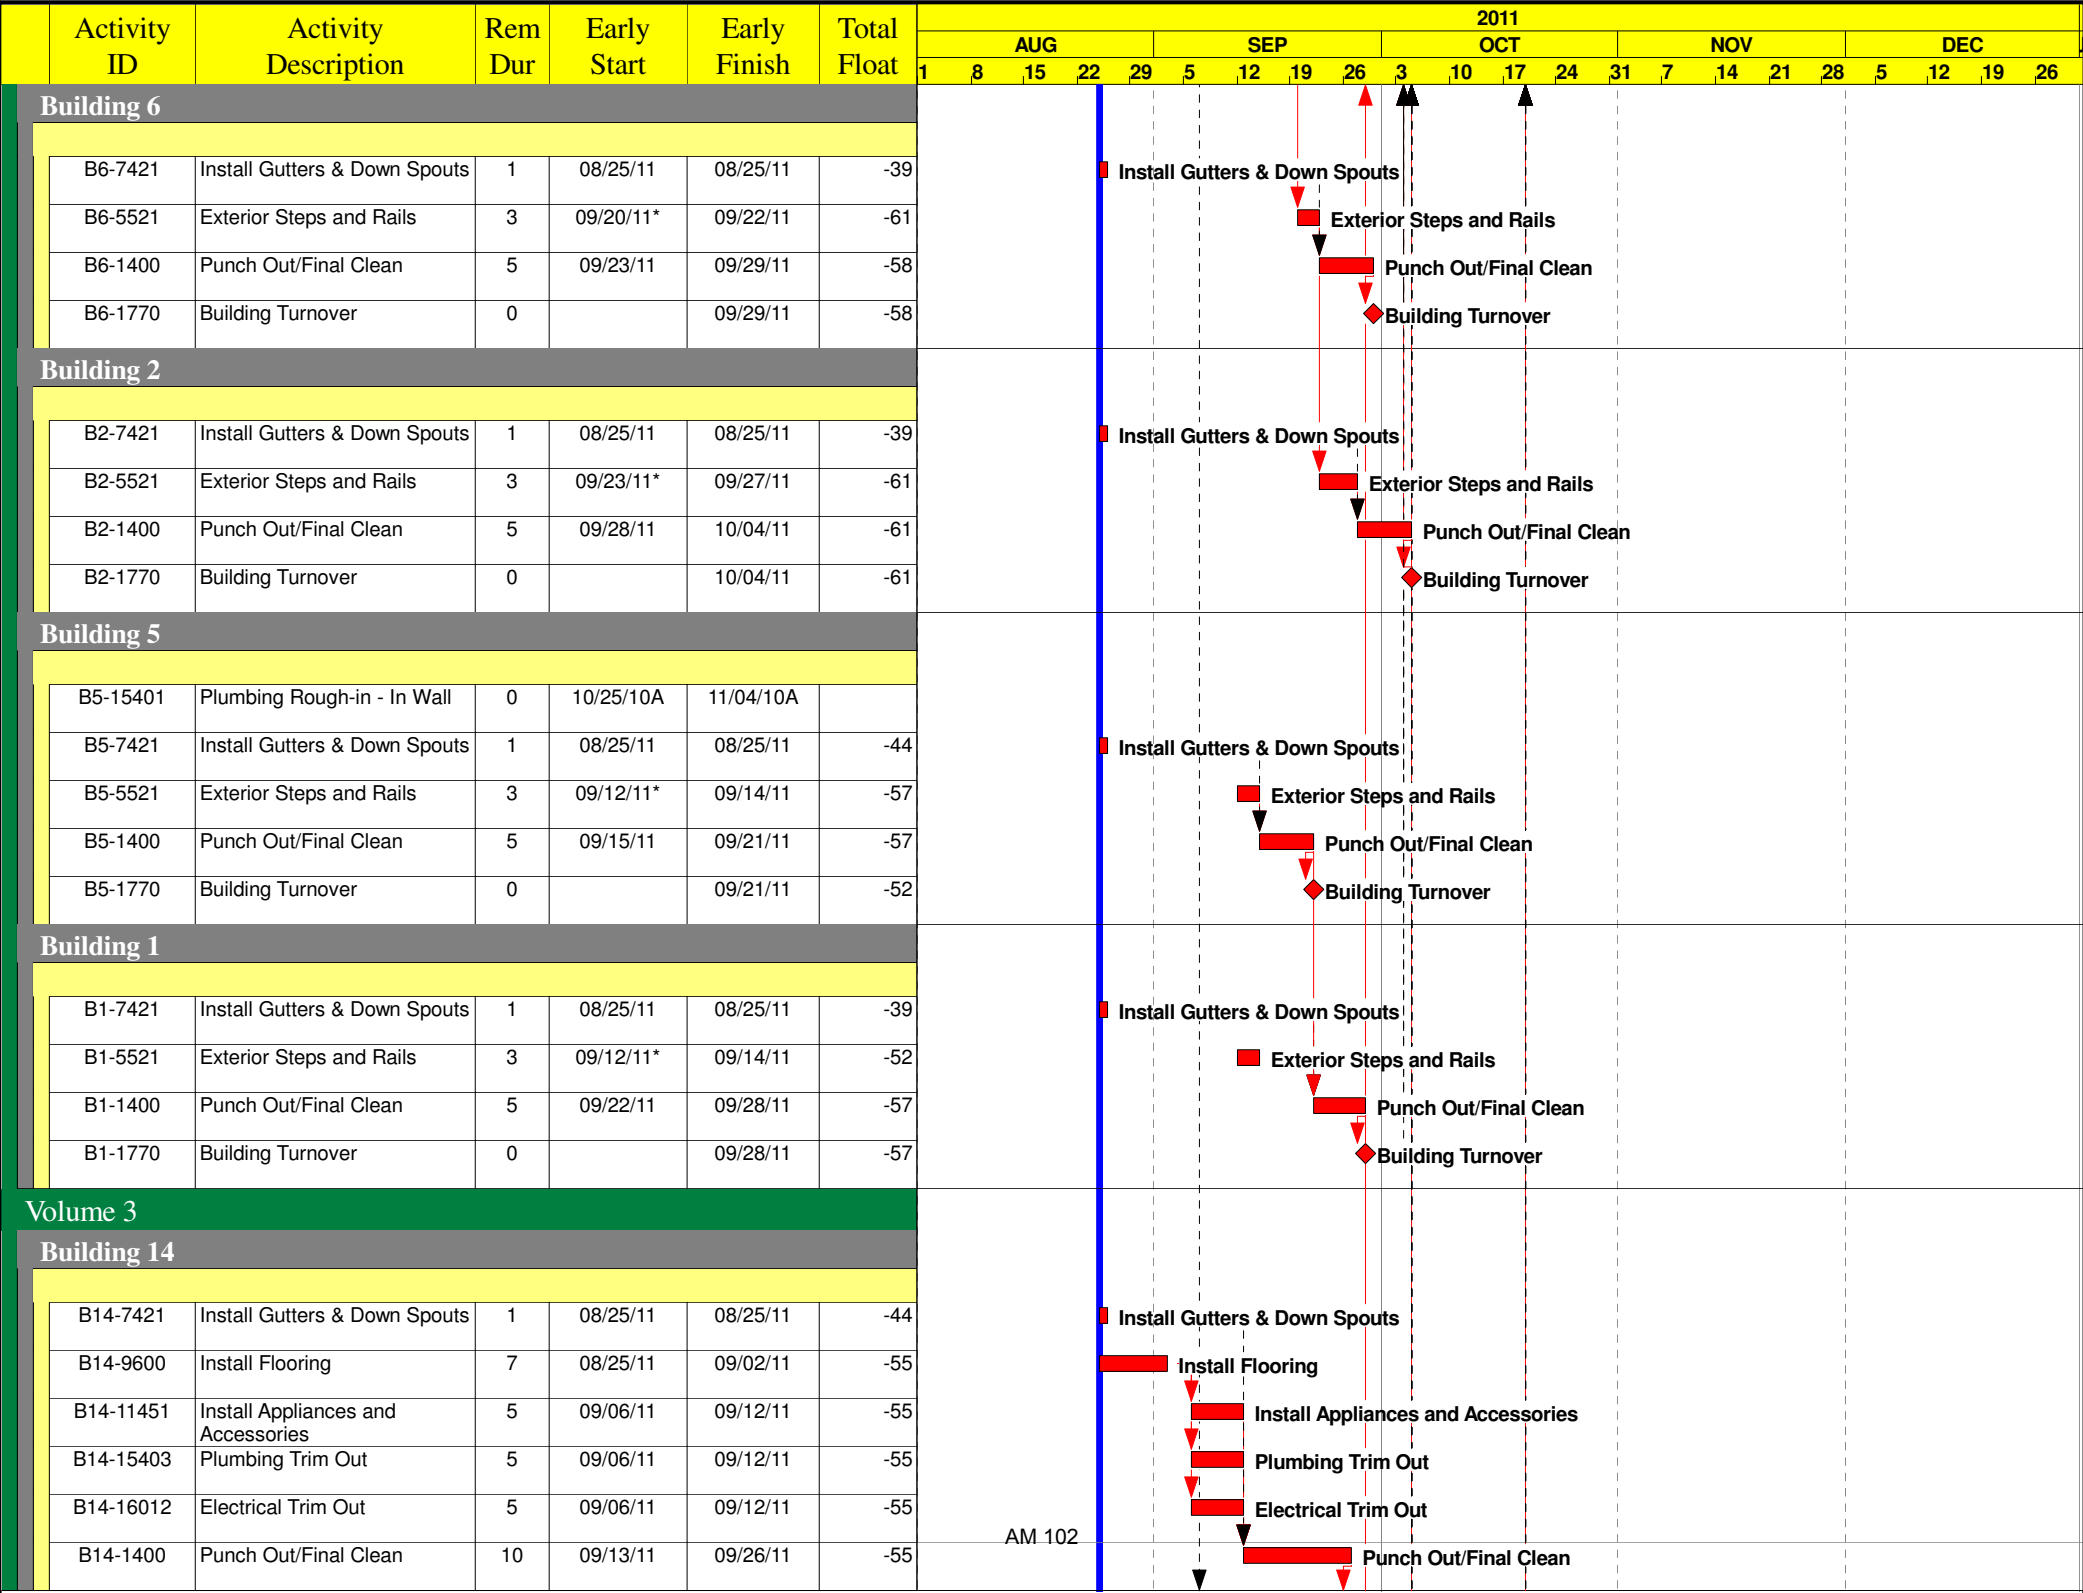 2011
Activity ID Activity Description Rem Dur Early Start Early Finish Total Float AUG SEP OCT NOV DEC
1 8 15 22 29 5 12 19 26 3 10 17 24 31 7 14 21 28 5 12 19 26
Building 6
B6-7421 Install Gutters & Down Spouts 1 08/25/11 08/25/11 -39 Install Gutters & Down Spouts
B6-5521 Exterior Steps and Rails 3 09/20/11* 09/22/11 -61 Exterior Steps and Rails
B6-1400 Punch Out/Final Clean 5 09/23/11 09/29/11 -58 Punch Out/Final Clean
B6-1770 Building Turnover 0 09/29/11 -58 Building Turnover
Building 2
B2-7421 Install Gutters & Down Spouts 1 08/25/11 08/25/11 -39 Install Gutters & Down Spouts
B2-5521 Exterior Steps and Rails 3 09/23/11* 09/27/11 -61 Exterior Steps and Rails
B2-1400 Punch Out/Final Clean 5 09/28/11 10/04/11 -61 Punch Out/Final Clean
B2-1770 Building Turnover 0 10/04/11 -61 Building Turnover
Building 5
B5-15401 Plumbing Rough-in - In Wall 0 10/25/10A 11/04/10A
B5-7421 Install Gutters & Down Spouts 1 08/25/11 08/25/11 -44 Install Gutters & Down Spouts
B5-5521 Exterior Steps and Rails 3 09/12/11* 09/14/11 -57 Exterior Steps and Rails
B5-1400 Punch Out/Final Clean 5 09/15/11 09/21/11 -57 Punch Out/Final Clean
B5-1770 Building Turnover 0 09/21/11 -52 Building Turnover
Building 1
B1-7421 Install Gutters & Down Spouts 1 08/25/11 08/25/11 -39 Install Gutters & Down Spouts
B1-5521 Exterior Steps and Rails 3 09/12/11* 09/14/11 -52 Exterior Steps and Rails
B1-1400 Punch Out/Final Clean 5 09/22/11 09/28/11 -57 Punch Out/Final Clean
B1-1770 Building Turnover 0 09/28/11 -57 Building Turnover
Volume 3
Building 14
B14-7421 Install Gutters & Down Spouts 1 08/25/11 08/25/11 -44 Install Gutters & Down Spouts
B14-9600 Install Flooring 7 08/25/11 09/02/11 -55 Install Flooring
B14-11451 Install Appliances and Accessories 5 09/06/11 09/12/11 -55 Install Appliances and Accessories
B14-15403 Plumbing Trim Out 5 09/06/11 09/12/11 -55 Plumbing Trim Out
B14-16012 Electrical Trim Out 5 09/06/11 09/12/11 -55 Electrical Trim Out
AM 102
B14-1400 Punch Out/Final Clean 10 09/13/11 09/26/11 -55 Punch Out/Final Clean